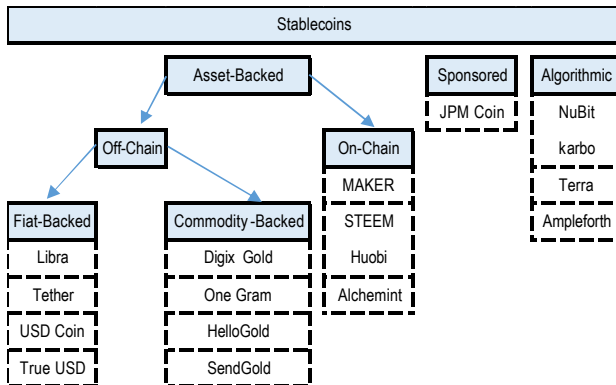 Stablecoins
Asset-Backed
Sponsored
Algorithmic
JPM Coin
NuBit
karbo
Terra
Ampleforth
Off-Chain
On-Chain
MAKER
STEEM
Huobi
Alchemint
Fiat-Backed
Libra
Tether
USD Coin
True USD
Commodity -Backed
Digix Gold
One Gram
HelloGold
SendGold